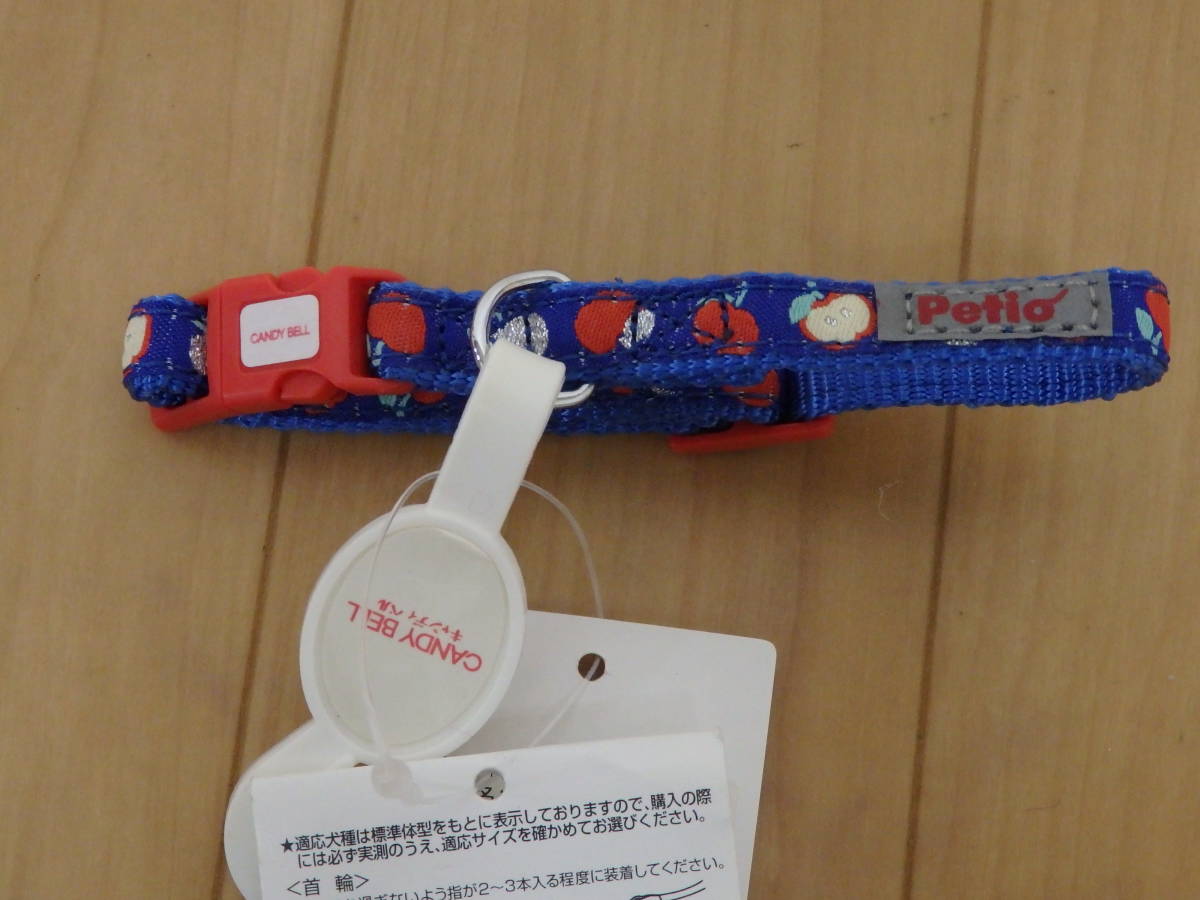 CANDY BELL
Petio
CANDY BELL
キャンディベル
★適応犬種は標準体型をもとに表示しておりますので、購入の際
には必ず実測のうえ、適応サイズを確かめてお選びください。
<首 輪>
過ぎないよう指が2～3本入る程度に装着してください。